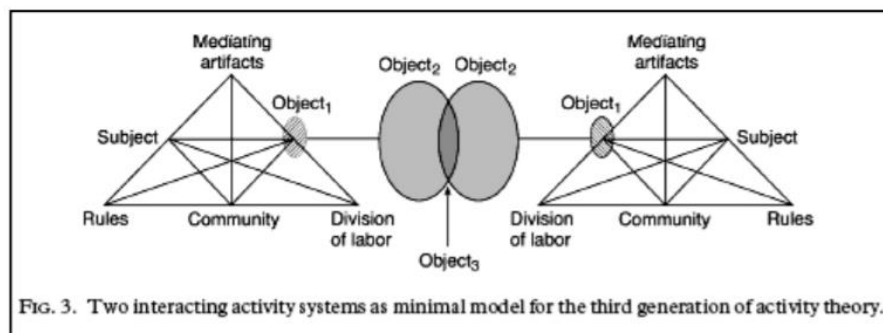 Mediating
artifacts
Mediating
artifacts
Object₂ Object₂
Object₁
Object₁
Subject
Subject
Rules
Community
Division
of labor
Division
of labor
Community
Rules
Object₃
FIG. 3. Two interacting activity systems as minimal model for the third generation of activity theory.